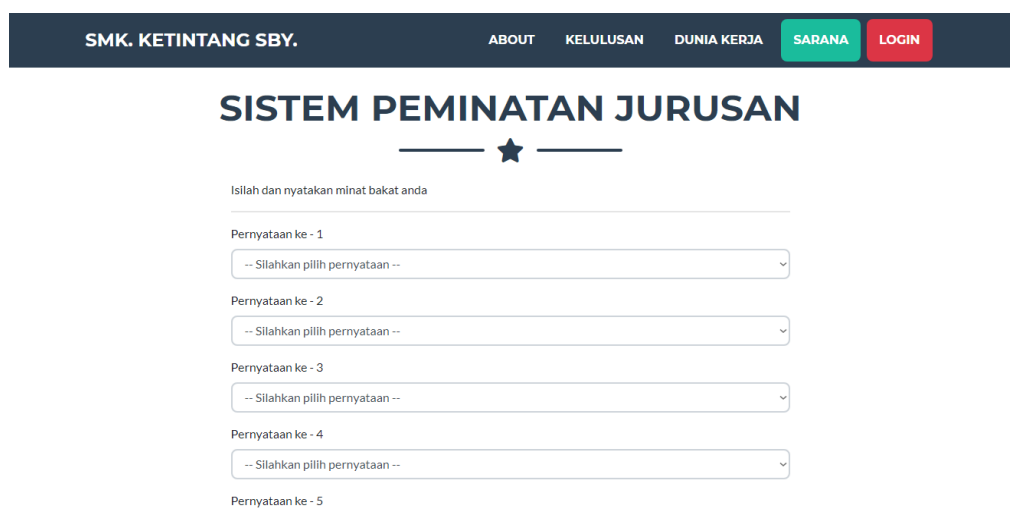 SMK. KETINTANG SBY. ABOUT KELULUSAN DUNIA KERJA SARANA LOGIN
SISTEM PEMINATAN JURUSAN
Isilah dan nyatakan minat bakat anda
Pernyataan ke - 1
-- Silahkan pilih pernyataan --
Pernyataan ke - 2
-- Silahkan pilih pernyataan --
Pernyataan ke - 3
-- Silahkan pilih pernyataan --
Pernyataan ke - 4
-- Silahkan pilih pernyataan --
Pernyataan ke - 5